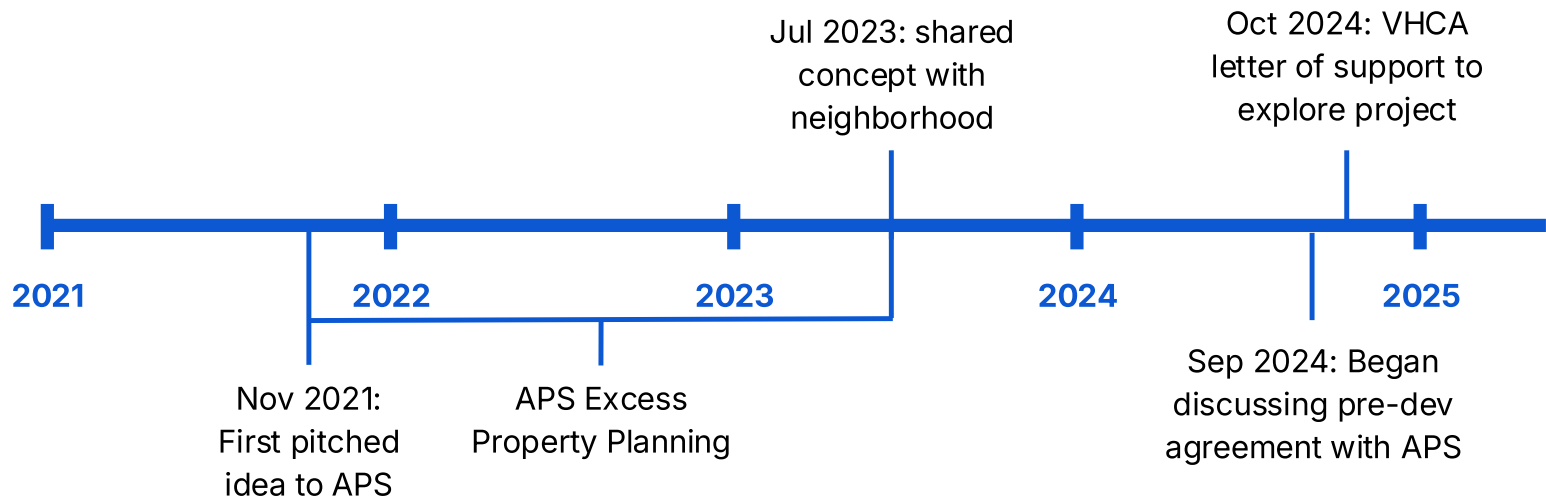 Jul 2023: shared
concept with
neighborhood
Oct 2024: VHCA
letter of support to
explore project
2021
2022
2023
2024
2025
Nov 2021:
First pitched
idea to APS
APS Excess
Property Planning
Sep 2024: Began
discussing pre-dev
agreement with APS